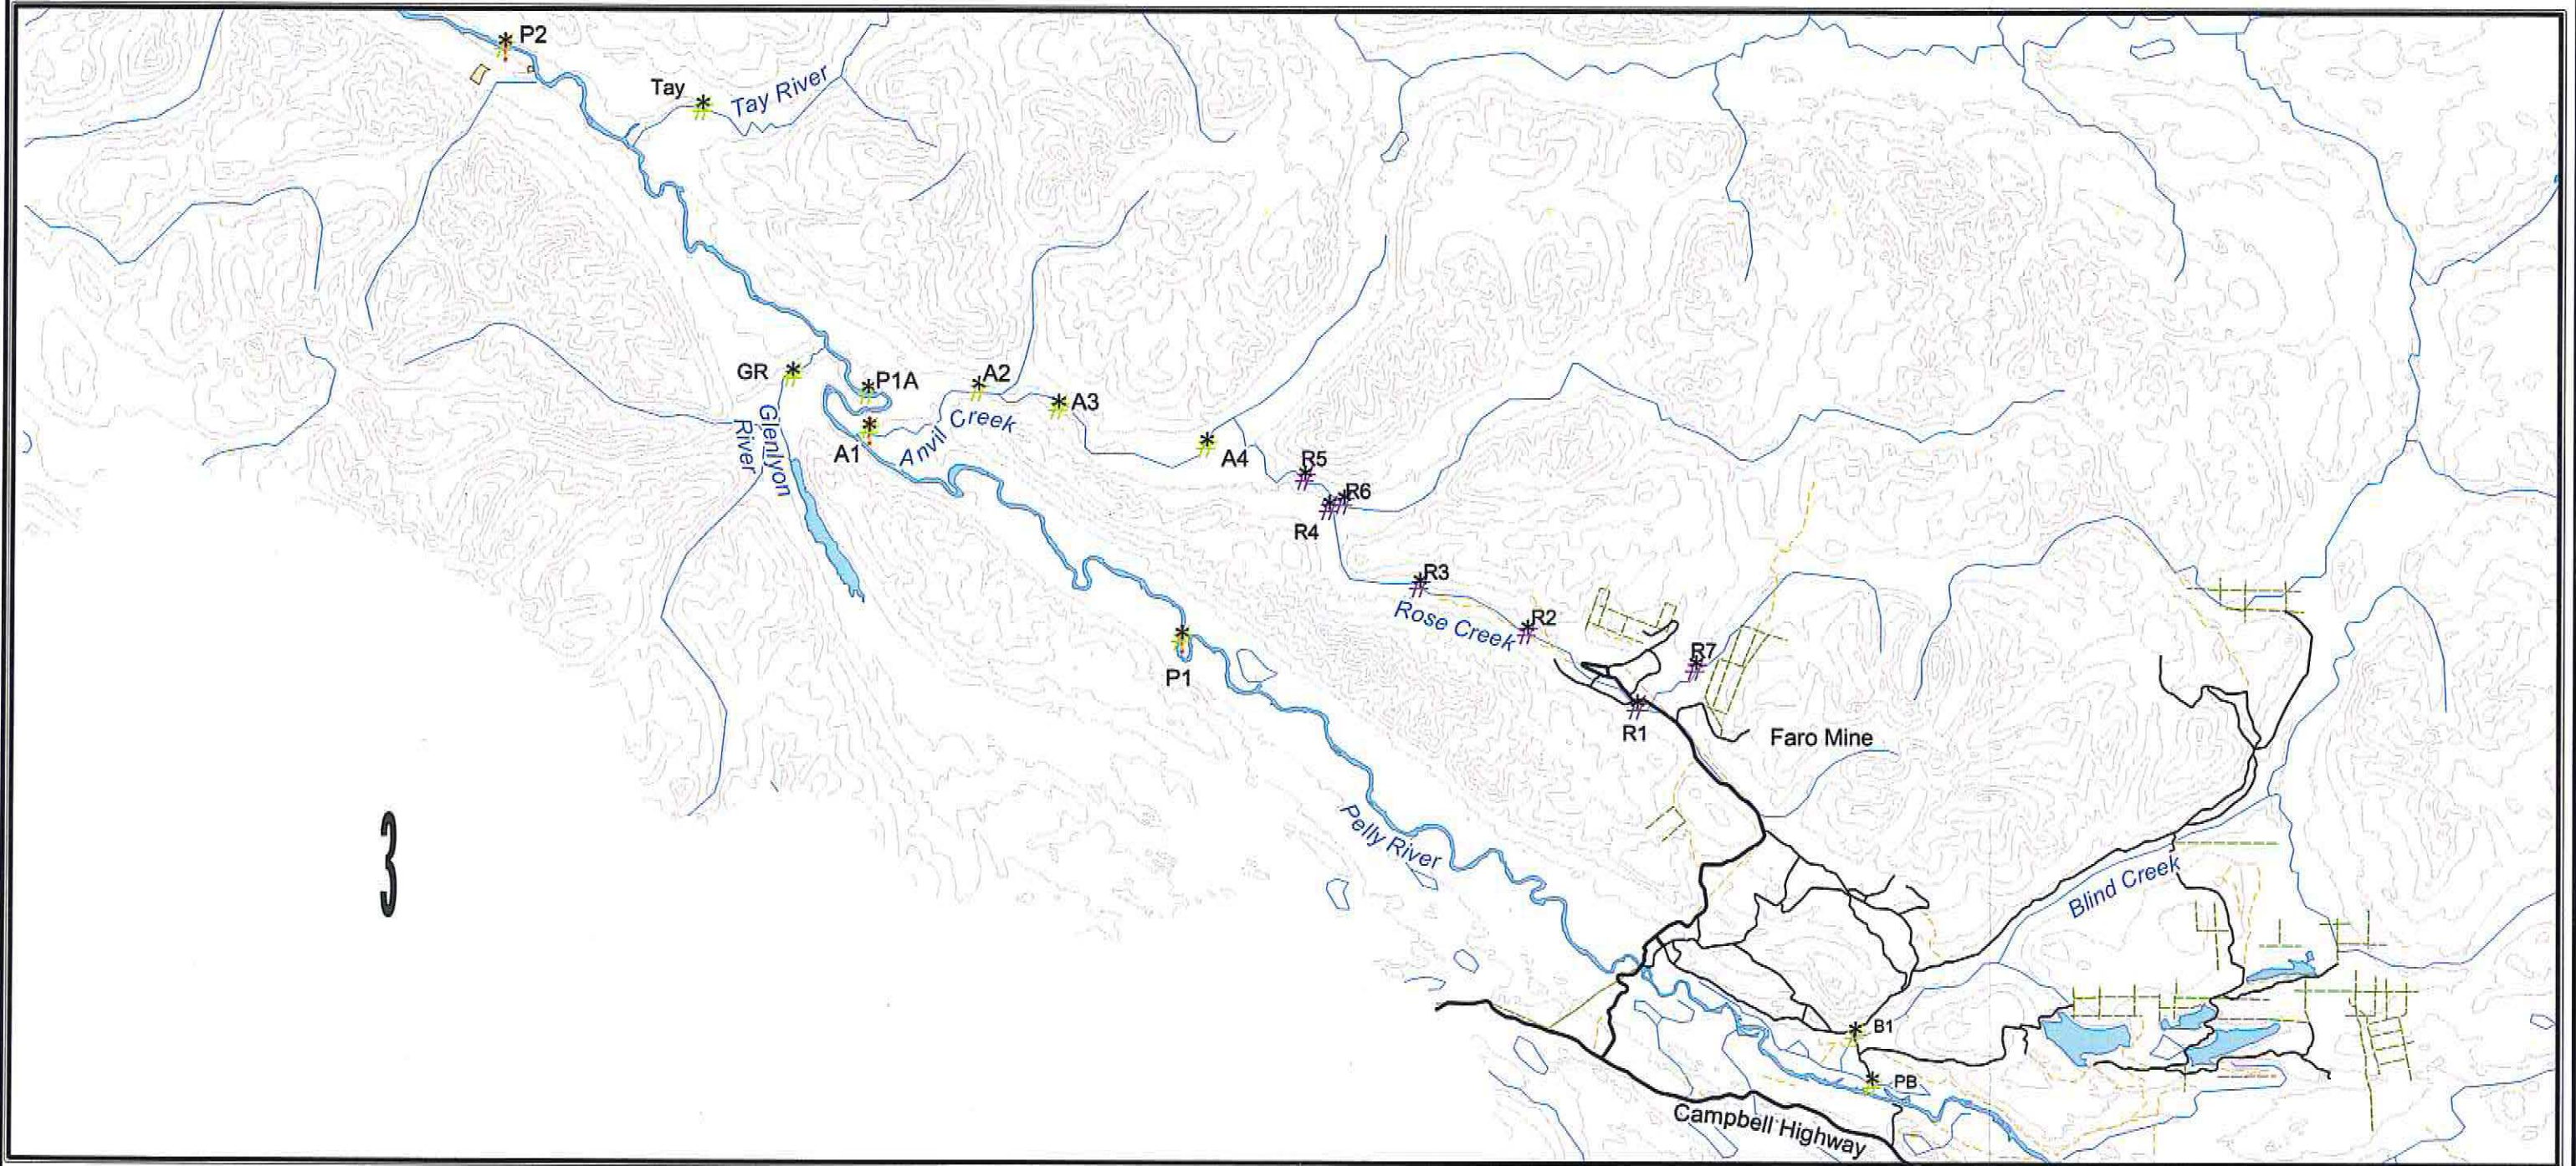 P2
Tay
Tay River
GR
P1A
A2
A3
A1
Anvil Creek
Glenlyon
River
A4
R5
R6
R4
R3
Rose Creek
R2
R7
R1
P1
Faro Mine
Pelly River
3
Blind Creek
B1
PB
Campbell Highway